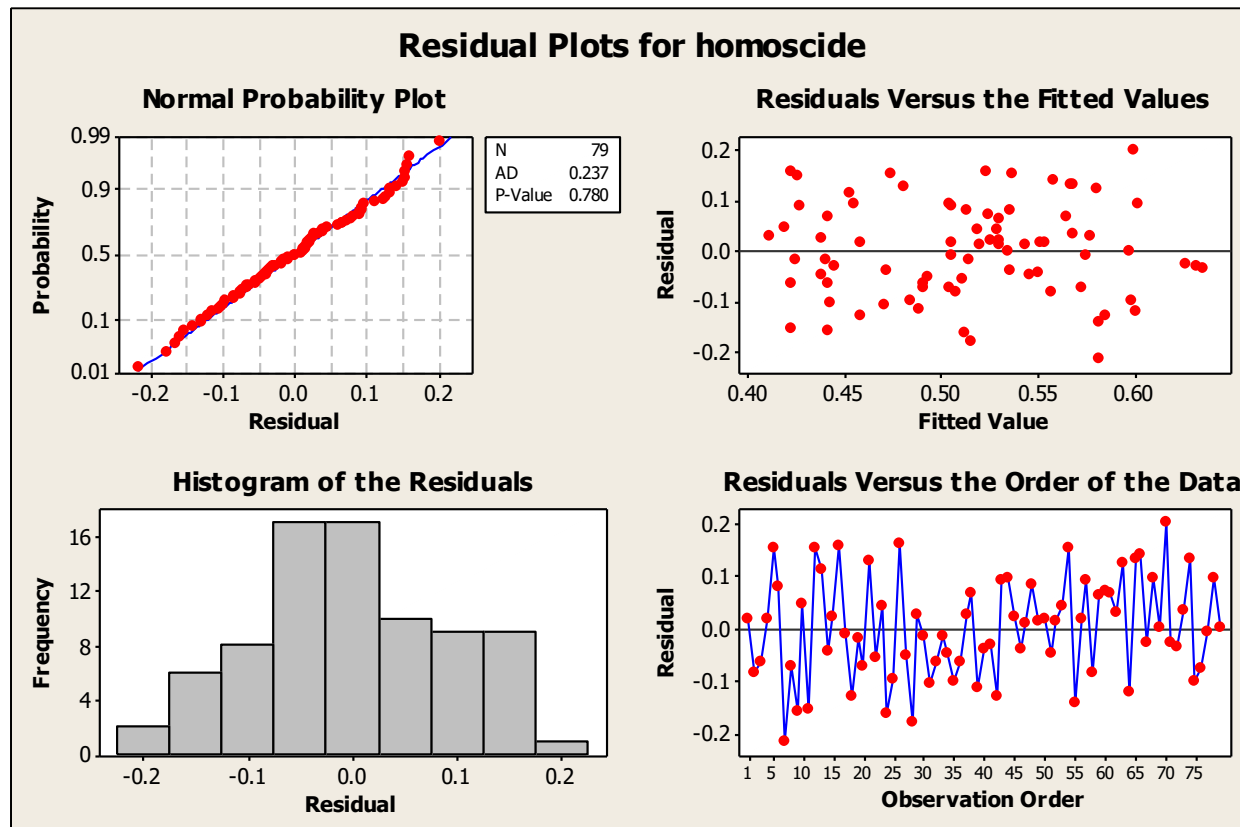 Residual Plots for homoscide
Normal Probability Plot
Probability
0.99
0.9
0.5
0.1
0.01
-0.2 -0.1 0.0 0.1 0.2
Residual
N 79
AD 0.237
P-Value 0.780
Residuals Versus the Fitted Values
Residual
0.2
0.1
0.0
-0.1
-0.2
0.40 0.45 0.50 0.55 0.60
Fitted Value
Histogram of the Residuals
Frequency
16
12
8
4
0
-0.2 -0.1 0.0 0.1 0.2
Residual
Residuals Versus the Order of the Data
Residual
0.2
0.1
0.0
-0.1
-0.2
1 5 10 15 20 25 30 35 40 45 50 55 60 65 70 75
Observation Order